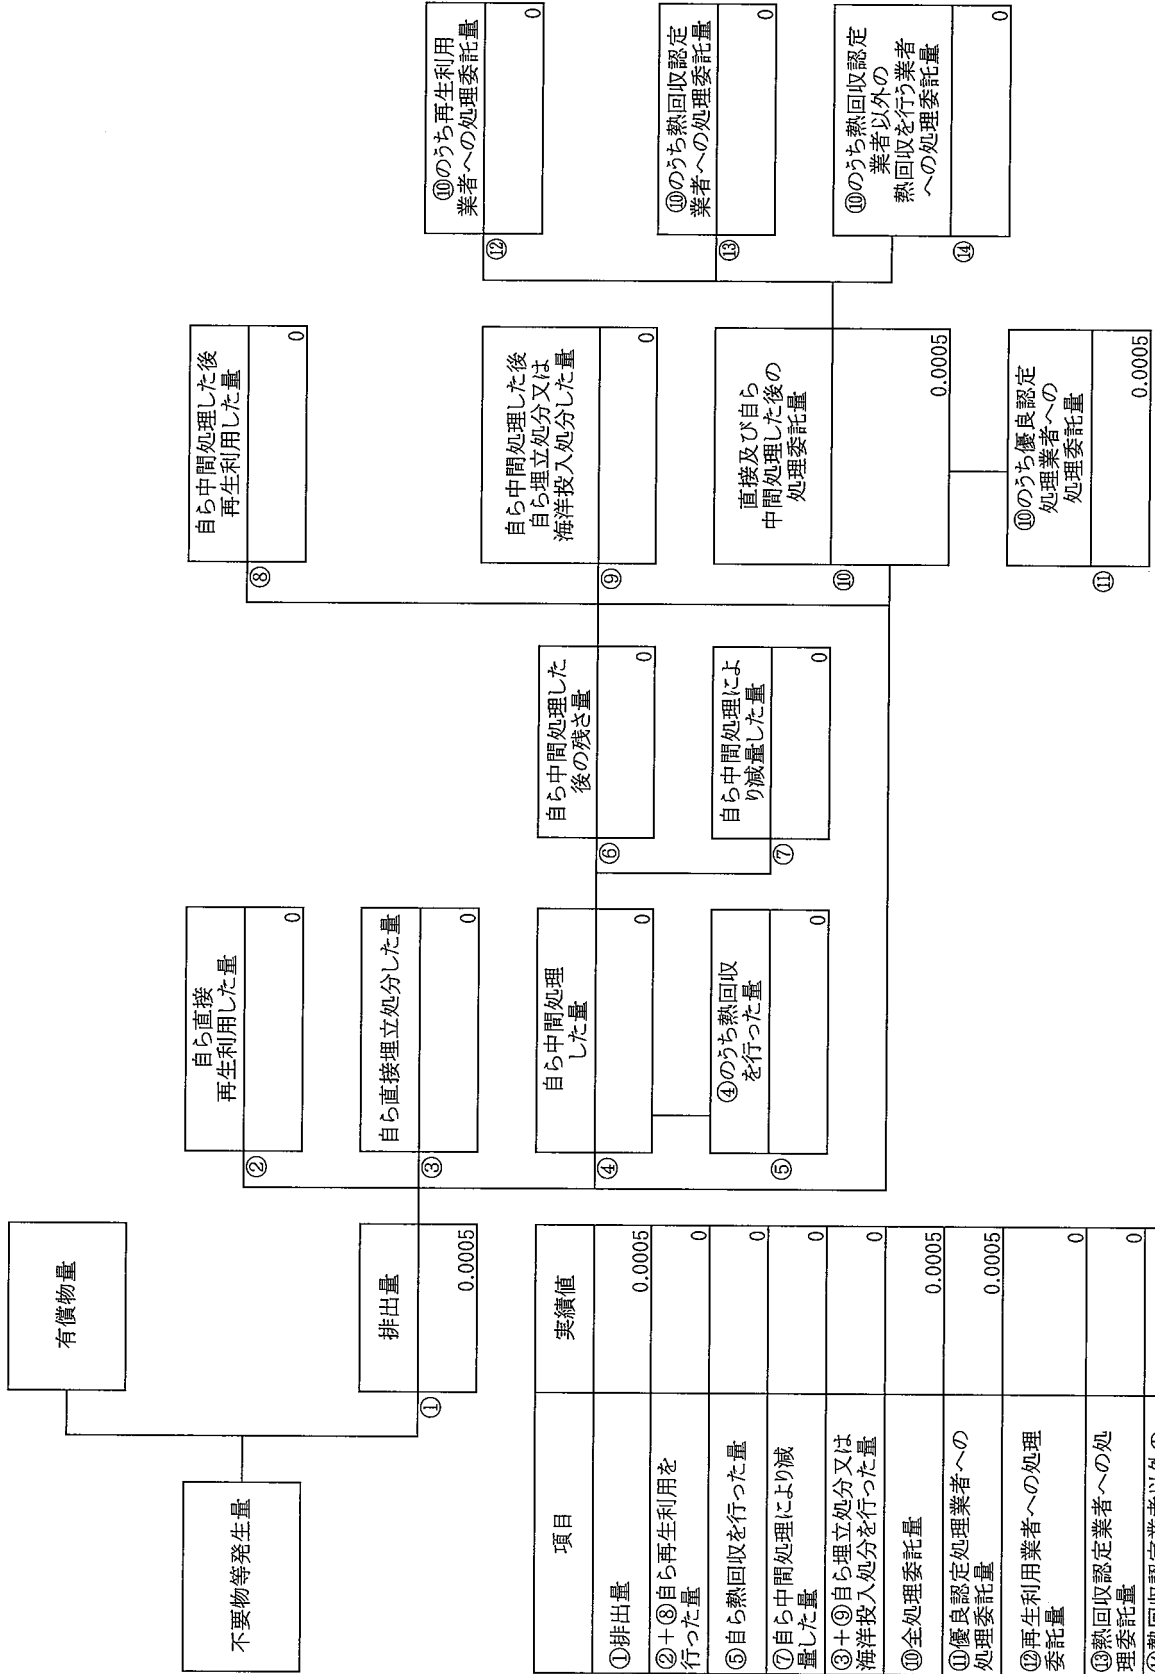 不要物等発生量
有償物量
排出量
①
0.0005
自ら直接
再生利用した量
②
0
自ら直接埋立処分した量
③
0
自ら中間処理
した量
④
0
④のうち熱回収
を行った量
⑤
0
自ら中間処理した
後の残さ量
⑥
0
自ら中間処理によ
り減量した量
⑦
0
自ら中間処理した後
再生利用した量
⑧
0
自ら中間処理した後
自ら埋立処分又は
海洋投入処分した量
⑨
0
直接及び自ら
中間処理した後の
処理委託量
⑩
0.0005
⑩のうち優良認定
処理業者への
処理委託量
⑪
0.0005
⑩のうち再生利用
業者への処理委託量
⑫
0
⑩のうち熱回収認定
業者への処理委託量
⑬
0
⑩のうち熱回収認定
業者以外の
熱回収を行う業者
への処理委託量
⑭
0
項目 実績値
①排出量 0.0005
②+⑧自ら再生利用を
行った量 0
⑤自ら熱回収を行った量 0
⑦自ら中間処理により減
量した量 0
③+⑨自ら埋立処分又は
海洋投入処分を行った量 0
⑩全処理委託量 0.0005
⑪優良認定処理業者への
処理委託量 0.0005
⑫再生利用業者への処理
委託量 0
⑬熱回収認定業者への処
理委託量 0
⑭熱回収認定業者以外の